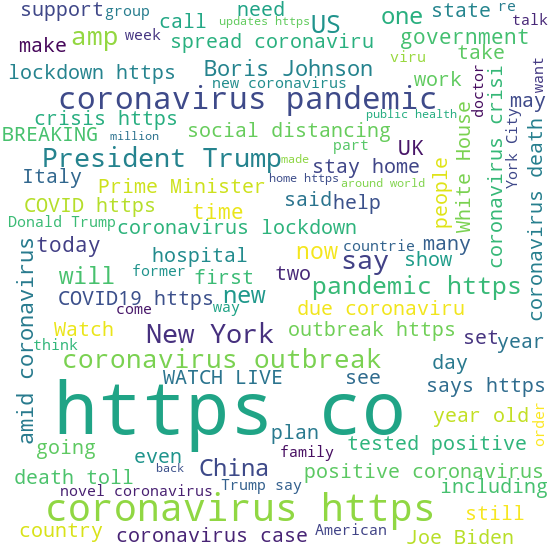 support group updates https re
call need US one state talk
make amp week spread coronaviru government
viru take
lockdown https Boris Johnson
new coronavirus work doctor want
coronavirus pandemic may
crisis https public health
BREAKING million social distancing
part UK
President Trump made stay home
Italy Prime Minister home https around world
COVID https time said help people White House coronavirus crisi York City coronavirus death
Donald Trump coronavirus lockdown
today now say countrie many
hospital show
will former first two pandemic https
COVID19 https new
come way due coronaviru
Watch New York outbreak https set year
think
amid coronavirus
coronavirus outbreak day
WATCH LIVE see says https
https co
year old order
plan
going even family tested positive
back China positive coronavirus
death toll Trump say including
novel coronavirus
coronavirus https still
country coronavirus case American Joe Biden